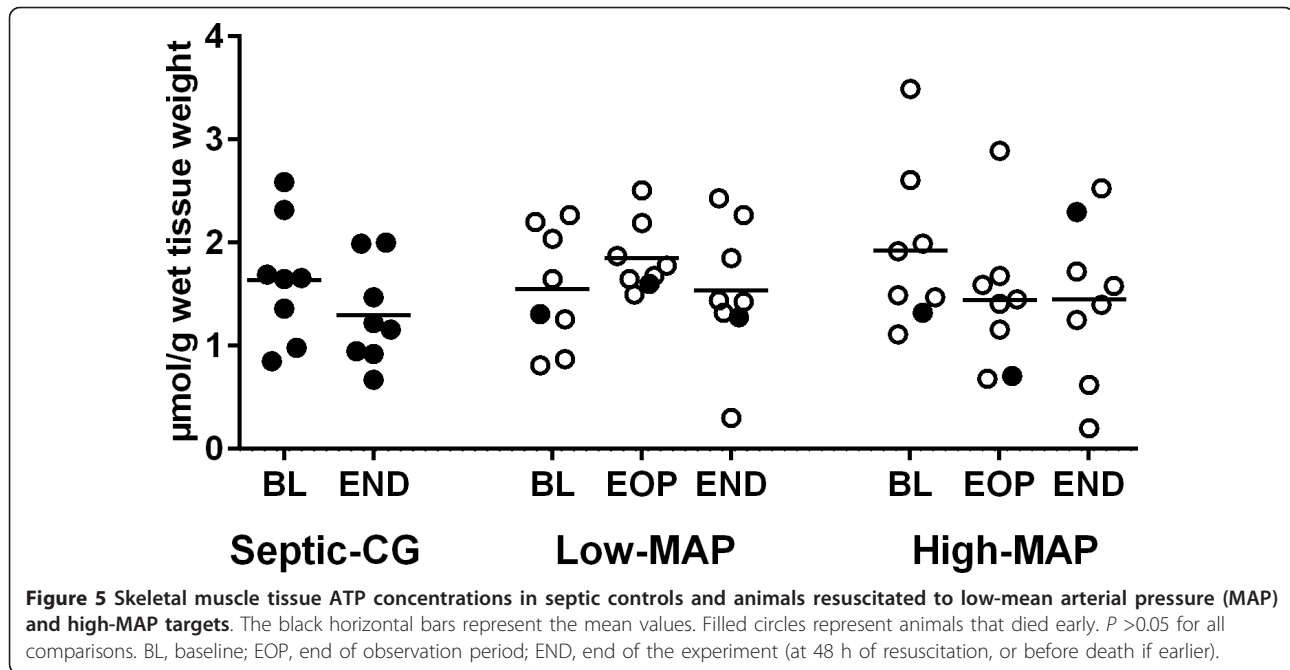 4
3
2
1
0
µmol/g wet tissue weight
BL END BL EOP END BL EOP END
Septic-CG Low-MAP High-MAP
Figure 5 Skeletal muscle tissue ATP concentrations in septic controls and animals resuscitated to low-mean arterial pressure (MAP)
and high-MAP targets. The black horizontal bars represent the mean values. Filled circles represent animals that died early. P >0.05 for all
comparisons. BL, baseline; EOP, end of observation period; END, end of the experiment (at 48 h of resuscitation, or before death if earlier).